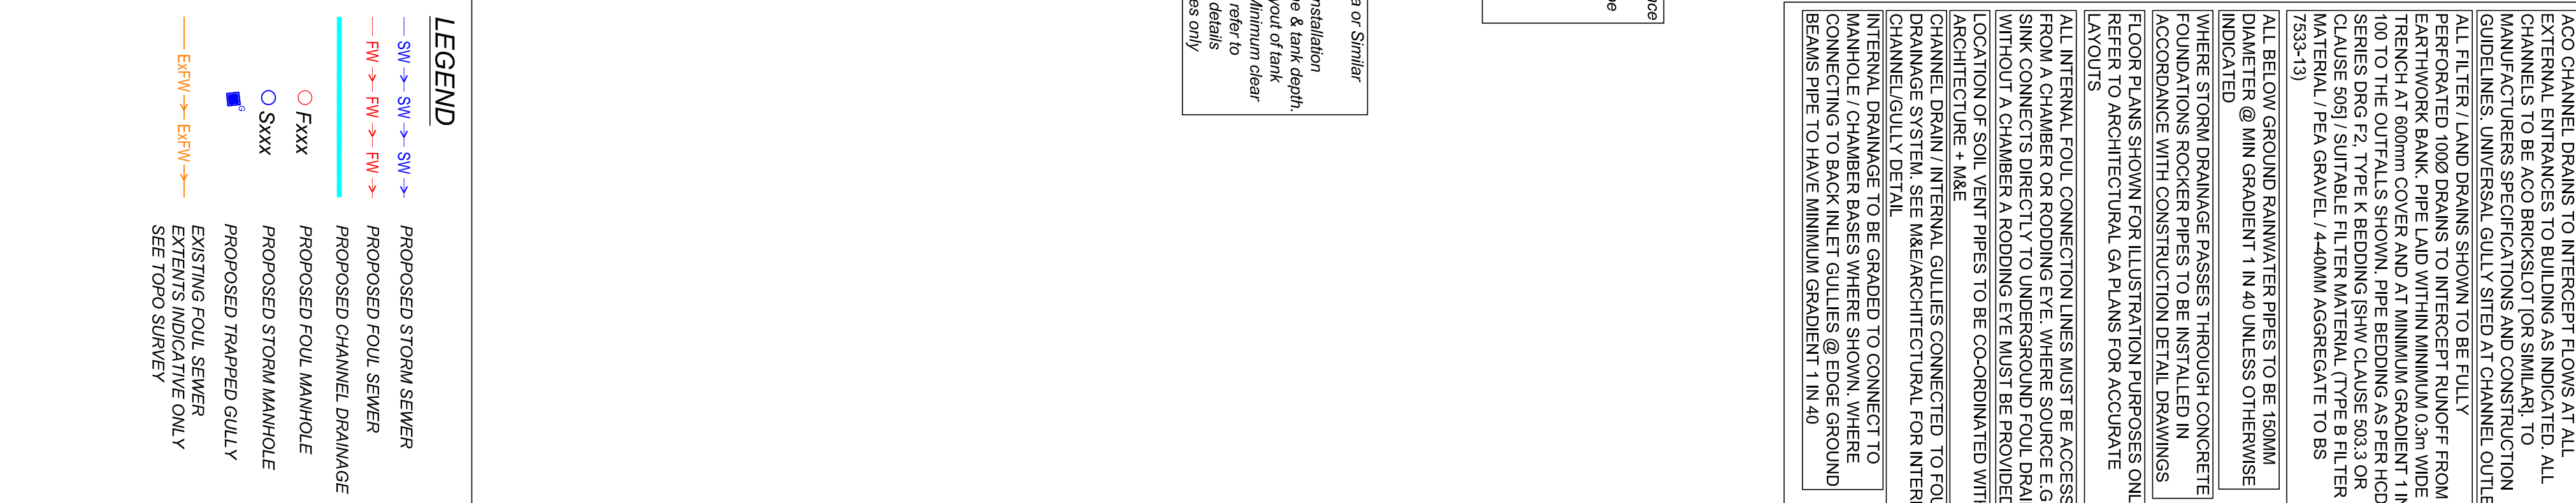 ACO CHANNEL DRAINS TO INTERCEPT FLOWS AT ALL
EXTERNAL ENTRANCES TO BUILDING AS INDICATED. ALL
CHANNELS TO BE ACO BRICKSLOT [OR SIMILAR]. TO
MANUFACTURERS SPECIFICATIONS AND CONSTRUCTION
GUIDELINES. UNIVERSAL GULLY SITED AT CHANNEL OUTLE
ALL FILTER / LAND DRAINS SHOWN TO BE FULLY
PERFORATED 100Ø DRAINS TO INTERCEPT RUNOFF FROM
EARTHWORK BANK. PIPE LAID WITHIN MINIMUM 0.3m WIDE
TRENCH AT 600mm COVER AND AT MINIMUM GRADIENT 1 IN
100 TO THE OUTFALLS SHOWN. PIPE BEDDING AS PER HCD
SERIES DRG F2, TYPE K BEDDING [SHW CLAUSE 503.3 OR
CLAUSE 505] / SUITABLE FILTER MATERIAL (TYPE B FILTER
MATERIAL / PEA GRAVEL / 4-40MM AGGREGATE TO BS
7533-13)
ALL BELOW GROUND RAINWATER PIPES TO BE 150MM
DIAMETER @ MIN GRADIENT 1 IN 40 UNLESS OTHERWISE
INDICATED
WHERE STORM DRAINAGE PASSES THROUGH CONCRETE
FOUNDATIONS ROCKER PIPES TO BE INSTALLED IN
ACCORDANCE WITH CONSTRUCTION DETAIL DRAWINGS
FLOOR PLANS SHOWN FOR ILLUSTRATION PURPOSES ONL
REFER TO ARCHITECTURAL GA PLANS FOR ACCURATE
LAYOUTS
ALL INTERNAL FOUL CONNECTION LINES MUST BE ACCESS
FROM A CHAMBER OR RODDING EYE. WHERE SOURCE E.G
SINK CONNECTS DIRECTLY TO UNDERGROUND FOUL DRAI
WITHOUT A CHAMBER A RODDING EYE MUST BE PROVIDED
LOCATION OF SOIL VENT PIPES TO BE CO-ORDINATED WITH
ARCHITECTURE + M&E
CHANNEL DRAIN / INTERNAL GULLIES CONNECTED TO FOU
DRAINAGE SYSTEM. SEE M&E/ARCHITECTURAL FOR INTER
CHANNEL/GULLY DETAIL
INTERNAL DRAINAGE TO BE GRADED TO CONNECT TO
MANHOLE / CHAMBER BASES WHERE SHOWN. WHERE
CONNECTING TO BACK INLET GULLIES @ EDGE GROUND
BEAMS PIPE TO HAVE MINIMUM GRADIENT 1 IN 40
nce
pe
a or Similar
nstallation
e & tank depth.
yout of tank
Minimum clear
refer to
details
es only
LEGEND
SW SW SW PROPOSED STORM SEWER
FW FW FW PROPOSED FOUL SEWER
PROPOSED CHANNEL DRAINAGE
Fxxx PROPOSED FOUL MANHOLE
Sxxx PROPOSED STORM MANHOLE
G PROPOSED TRAPPED GULLY
ExFW ExFW EXISTING FOUL SEWER
EXTENTS INDICATIVE ONLY
SEE TOPO SURVEY